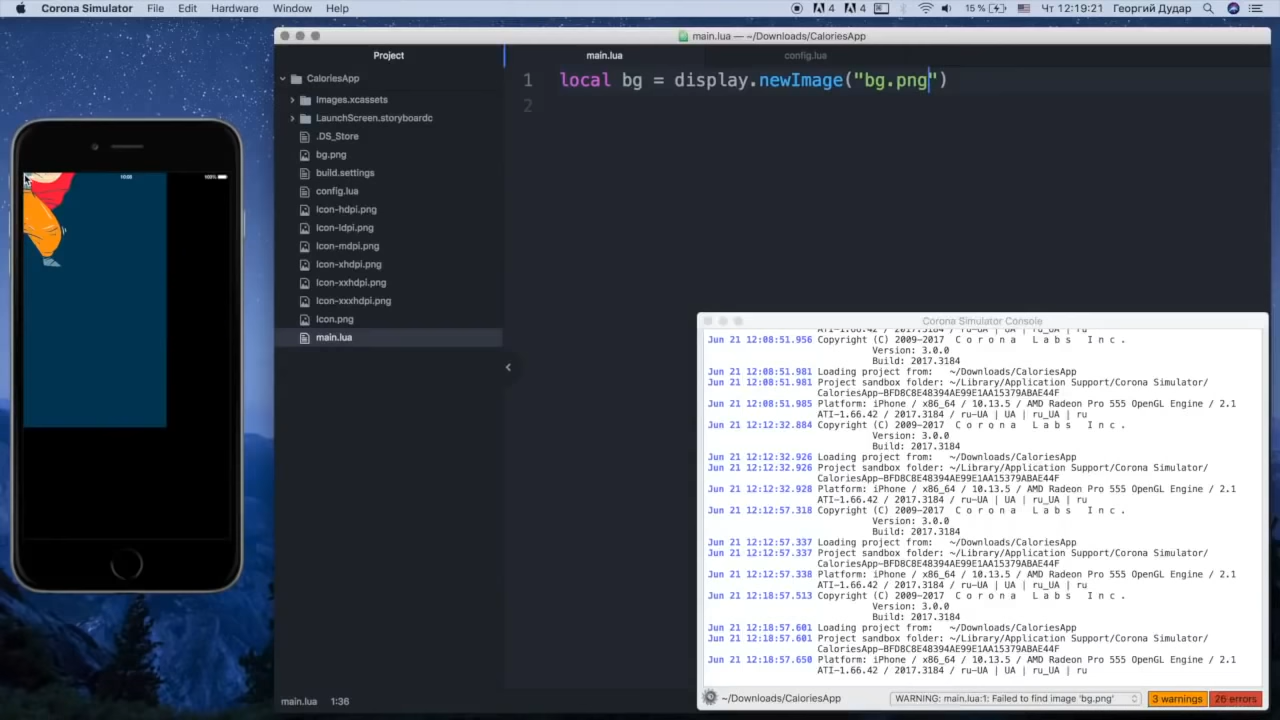 Corona Simulator File Edit Hardware Window Help 4 4 15% Чт 12:19:21 Георгий Дудар
main.lua — ~/Downloads/CaloriesApp
Project
main.lua
config.lua
CaloriesApp
Images.xcassets
LaunchScreen.storyboardc
.DS_Store
bg.png
build.settings
config.lua
Icon-hdpi.png
Icon-ldpi.png
Icon-mdpi.png
Icon-xhdpi.png
Icon-xxhdpi.png
Icon-xxxhdpi.png
Icon.png
main.lua
1 local bg = display.newImage("bg.png")
2
100%
Corona Simulator Console
ATI-1.66.42 / 2017.3184 / ru-UA | UA | ru_UA | ru
Jun 21 12:08:51.956 Copyright (C) 2009-2017 C o r o n a L a b s I n c .
Version: 3.0.0
Build: 2017.3184
Jun 21 12:08:51.981 Loading project from: ~/Downloads/CaloriesApp
Jun 21 12:08:51.981 Project sandbox folder: ~/Library/Application Support/Corona Simulator/
CaloriesApp-BFD8C8E48394AE99E1AA15379ABAE44F
Jun 21 12:08:51.985 Platform: iPhone / x86_64 / 10.13.5 / AMD Radeon Pro 555 OpenGL Engine / 2.1
ATI-1.66.42 / 2017.3184 / ru-UA | UA | ru_UA | ru
Jun 21 12:12:32.884 Copyright (C) 2009-2017 C o r o n a L a b s I n c .
Version: 3.0.0
Build: 2017.3184
Jun 21 12:12:32.926 Loading project from: ~/Downloads/CaloriesApp
Jun 21 12:12:32.926 Project sandbox folder: ~/Library/Application Support/Corona Simulator/
CaloriesApp-BFD8C8E48394AE99E1AA15379ABAE44F
Jun 21 12:12:32.928 Platform: iPhone / x86_64 / 10.13.5 / AMD Radeon Pro 555 OpenGL Engine / 2.1
ATI-1.66.42 / 2017.3184 / ru-UA | UA | ru_UA | ru
Jun 21 12:12:57.318 Copyright (C) 2009-2017 C o r o n a L a b s I n c .
Version: 3.0.0
Build: 2017.3184
Jun 21 12:12:57.337 Loading project from: ~/Downloads/CaloriesApp
Jun 21 12:12:57.337 Project sandbox folder: ~/Library/Application Support/Corona Simulator/
CaloriesApp-BFD8C8E48394AE99E1AA15379ABAE44F
Jun 21 12:12:57.338 Platform: iPhone / x86_64 / 10.13.5 / AMD Radeon Pro 555 OpenGL Engine / 2.1
ATI-1.66.42 / 2017.3184 / ru-UA | UA | ru_UA | ru
Jun 21 12:18:57.513 Copyright (C) 2009-2017 C o r o n a L a b s I n c .
Version: 3.0.0
Build: 2017.3184
Jun 21 12:18:57.601 Loading project from: ~/Downloads/CaloriesApp
Jun 21 12:18:57.601 Project sandbox folder: ~/Library/Application Support/Corona Simulator/
CaloriesApp-BFD8C8E48394AE99E1AA15379ABAE44F
Jun 21 12:18:57.650 Platform: iPhone / x86_64 / 10.13.5 / AMD Radeon Pro 555 OpenGL Engine / 2.1
ATI-1.66.42 / 2017.3184 / ru-UA | UA | ru_UA | ru
~/Downloads/CaloriesApp WARNING: main.lua:1: Failed to find image 'bg.png' 3 warnings 26 errors
main.lua 1:36